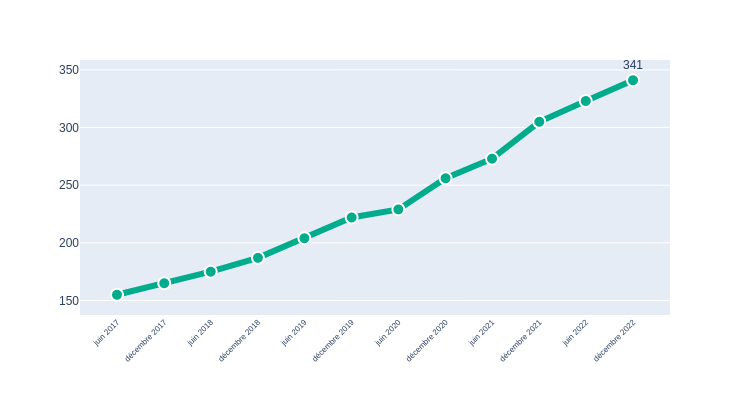 341
350
300
250
200
150
juin 2017
décembre 2017
juin 2018
décembre 2018
juin 2019
décembre 2019
juin 2020
décembre 2020
juin 2021
décembre 2021
juin 2022
décembre 2022